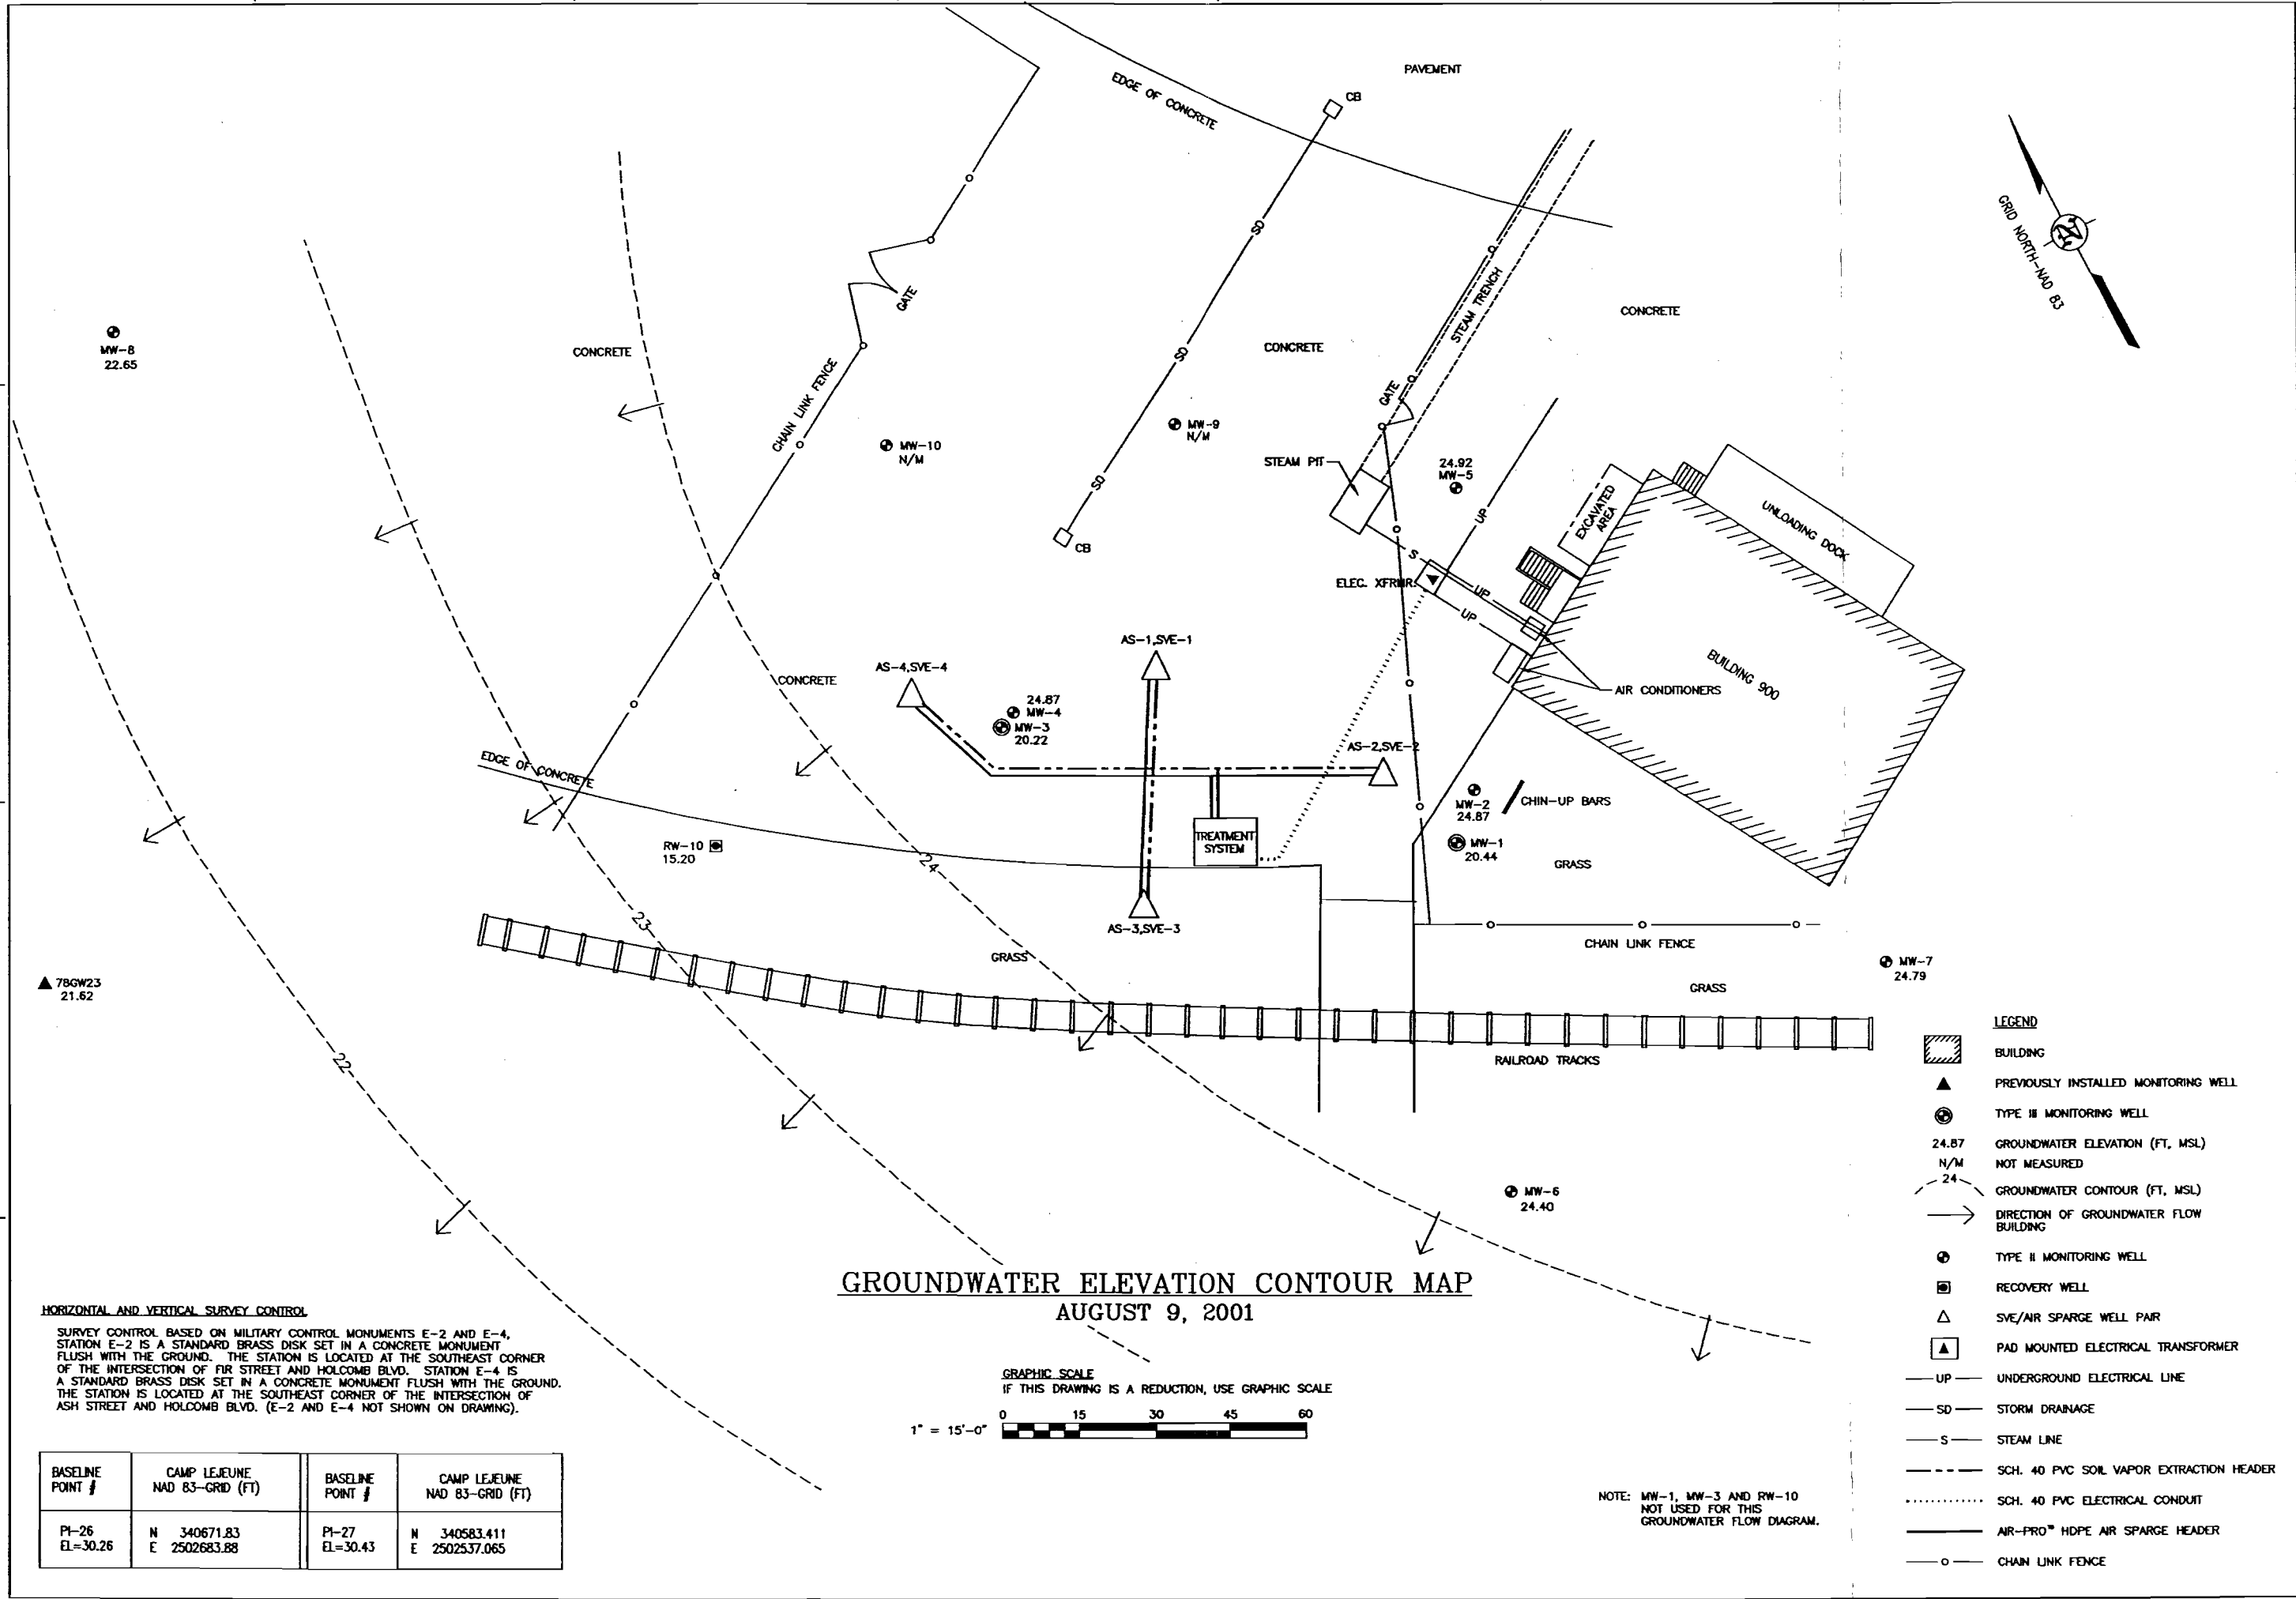 PAVEMENT
CB
EDGE OF CONCRETE
GRID NORTH-NAD 83
N
GATE
STEAM TRENCH
CONCRETE
CONCRETE
CONCRETE
MW-8
22.65
CHAIN LINK FENCE
GATE
MW-10
N/M
MW-9
N/M
SD
SD
SD
STEAM PIT
24.92
MW-5
UP
EXCAVATED
AREA
UNLOADING DOCK
CB
S
ELEC. XFRMR.
UP
UP
AS-1,SVE-1
AS-4,SVE-4
CONCRETE
BUILDING 900
AIR CONDITIONERS
24.87
MW-4
MW-3
20.22
AS-2,SVE-2
EDGE OF CONCRETE
MW-2
24.87
CHIN-UP BARS
RW-10
15.20
TREATMENT
SYSTEM
MW-1
20.44
GRASS
24
23
AS-3,SVE-3
GRASS
CHAIN LINK FENCE
MW-7
24.79
GRASS
78GW23
21.62
22
RAILROAD TRACKS
MW-6
24.40
LEGEND
BUILDING
PREVIOUSLY INSTALLED MONITORING WELL
TYPE III MONITORING WELL
24.87 GROUNDWATER ELEVATION (FT, MSL)
N/M NOT MEASURED
24 GROUNDWATER CONTOUR (FT, MSL)
DIRECTION OF GROUNDWATER FLOW
BUILDING
TYPE II MONITORING WELL
RECOVERY WELL
SVE/AIR SPARGE WELL PAIR
PAD MOUNTED ELECTRICAL TRANSFORMER
UP UNDERGROUND ELECTRICAL LINE
SD STORM DRAINAGE
S STEAM LINE
SCH. 40 PVC SOIL VAPOR EXTRACTION HEADER
SCH. 40 PVC ELECTRICAL CONDUIT
AIR-PRO™ HDPE AIR SPARGE HEADER
CHAIN LINK FENCE
GROUNDWATER ELEVATION CONTOUR MAP
AUGUST 9, 2001
GRAPHIC SCALE
IF THIS DRAWING IS A REDUCTION, USE GRAPHIC SCALE
1" = 15'-0" 0 15 30 45 60
HORIZONTAL AND VERTICAL SURVEY CONTROL
SURVEY CONTROL BASED ON MILITARY CONTROL MONUMENTS E-2 AND E-4,
STATION E-2 IS A STANDARD BRASS DISK SET IN A CONCRETE MONUMENT
FLUSH WITH THE GROUND. THE STATION IS LOCATED AT THE SOUTHEAST CORNER
OF THE INTERSECTION OF FIR STREET AND HOLCOMB BLVD. STATION E-4 IS
A STANDARD BRASS DISK SET IN A CONCRETE MONUMENT FLUSH WITH THE GROUND.
THE STATION IS LOCATED AT THE SOUTHEAST CORNER OF THE INTERSECTION OF
ASH STREET AND HOLCOMB BLVD. (E-2 AND E-4 NOT SHOWN ON DRAWING).
BASELINE
POINT #
CAMP LEJEUNE
NAD 83-GRID (FT)
BASELINE
POINT #
CAMP LEJEUNE
NAD 83-GRID (FT)
PI-26
EL=30.26
N 340671.83
E 2502683.88
PI-27
EL=30.43
N 340583.411
E 2502537.065
NOTE: MW-1, MW-3 AND RW-10
NOT USED FOR THIS
GROUNDWATER FLOW DIAGRAM.